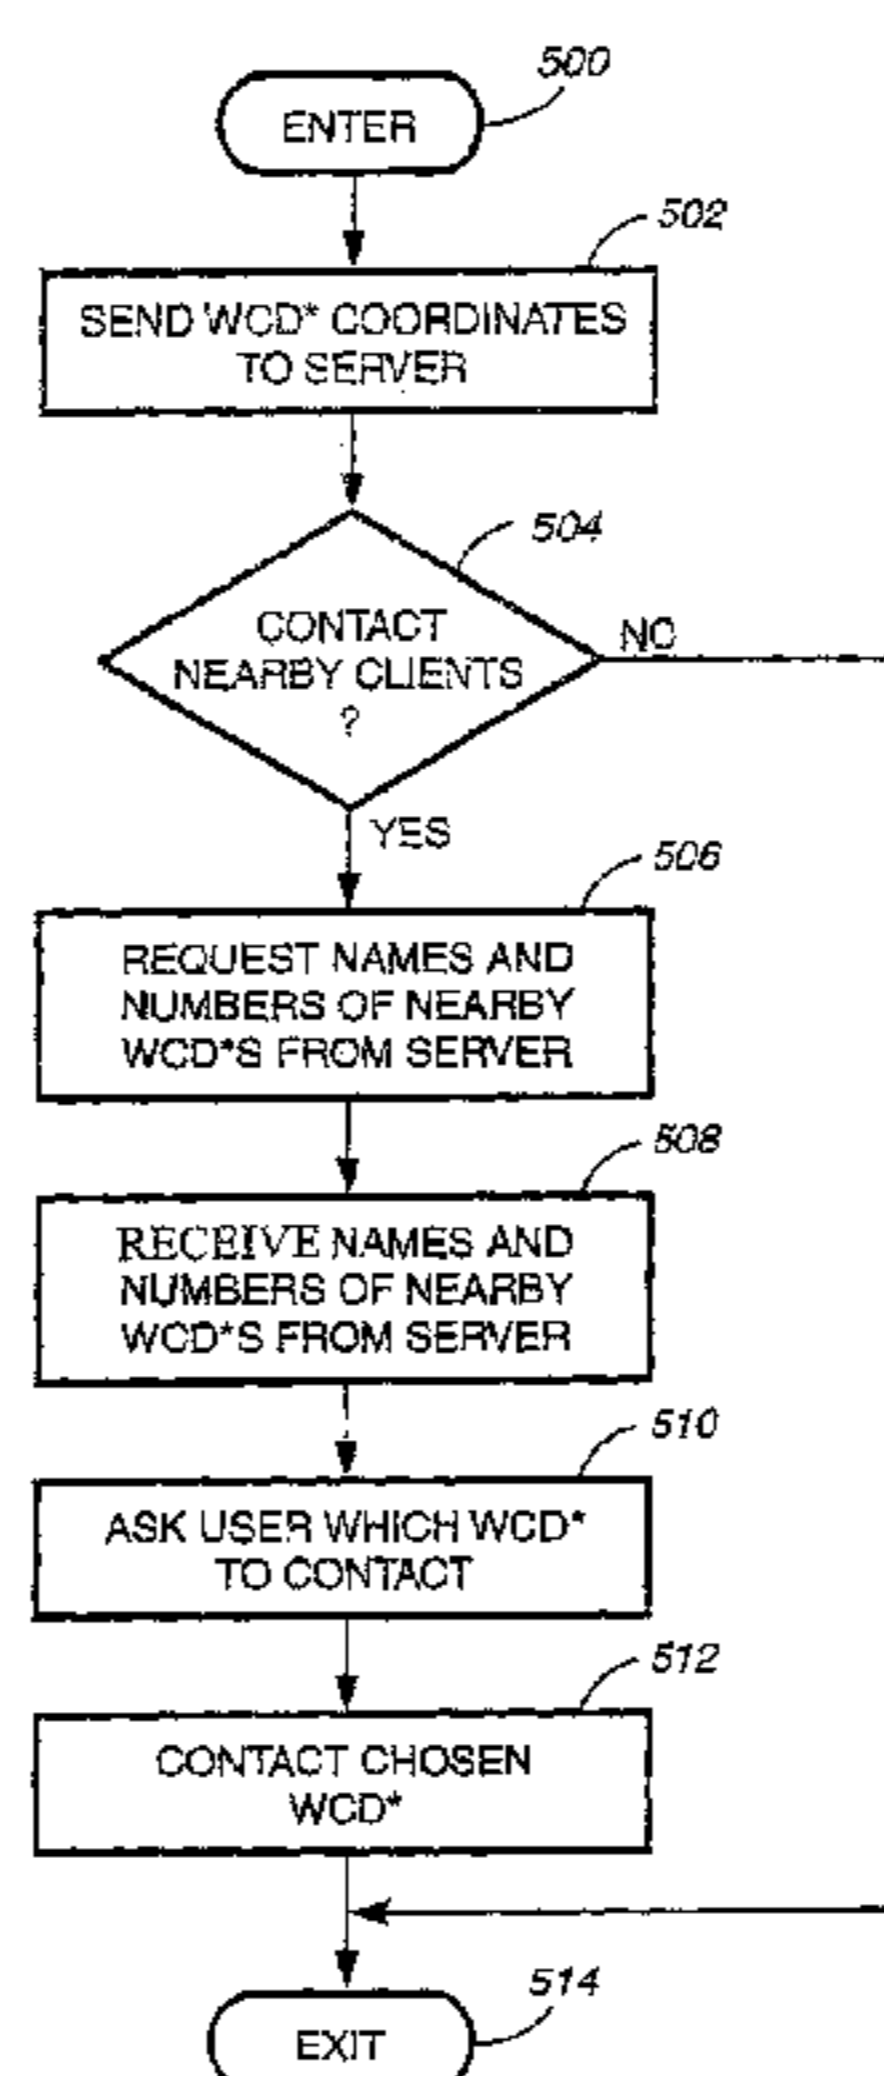 500
ENTER
502
SEND WCD* COORDINATES
TO SERVER
504
CONTACT
NEARBY CLIENTS
?
NO
YES
506
REQUEST NAMES AND
NUMBERS OF NEARBY
WCD*S FROM SERVER
508
RECEIVE NAMES AND
NUMBERS OF NEARBY
WCD*S FROM SERVER
510
ASK USER WHICH WCD*
TO CONTACT
512
CONTACT CHOSEN
WCD*
514
EXIT